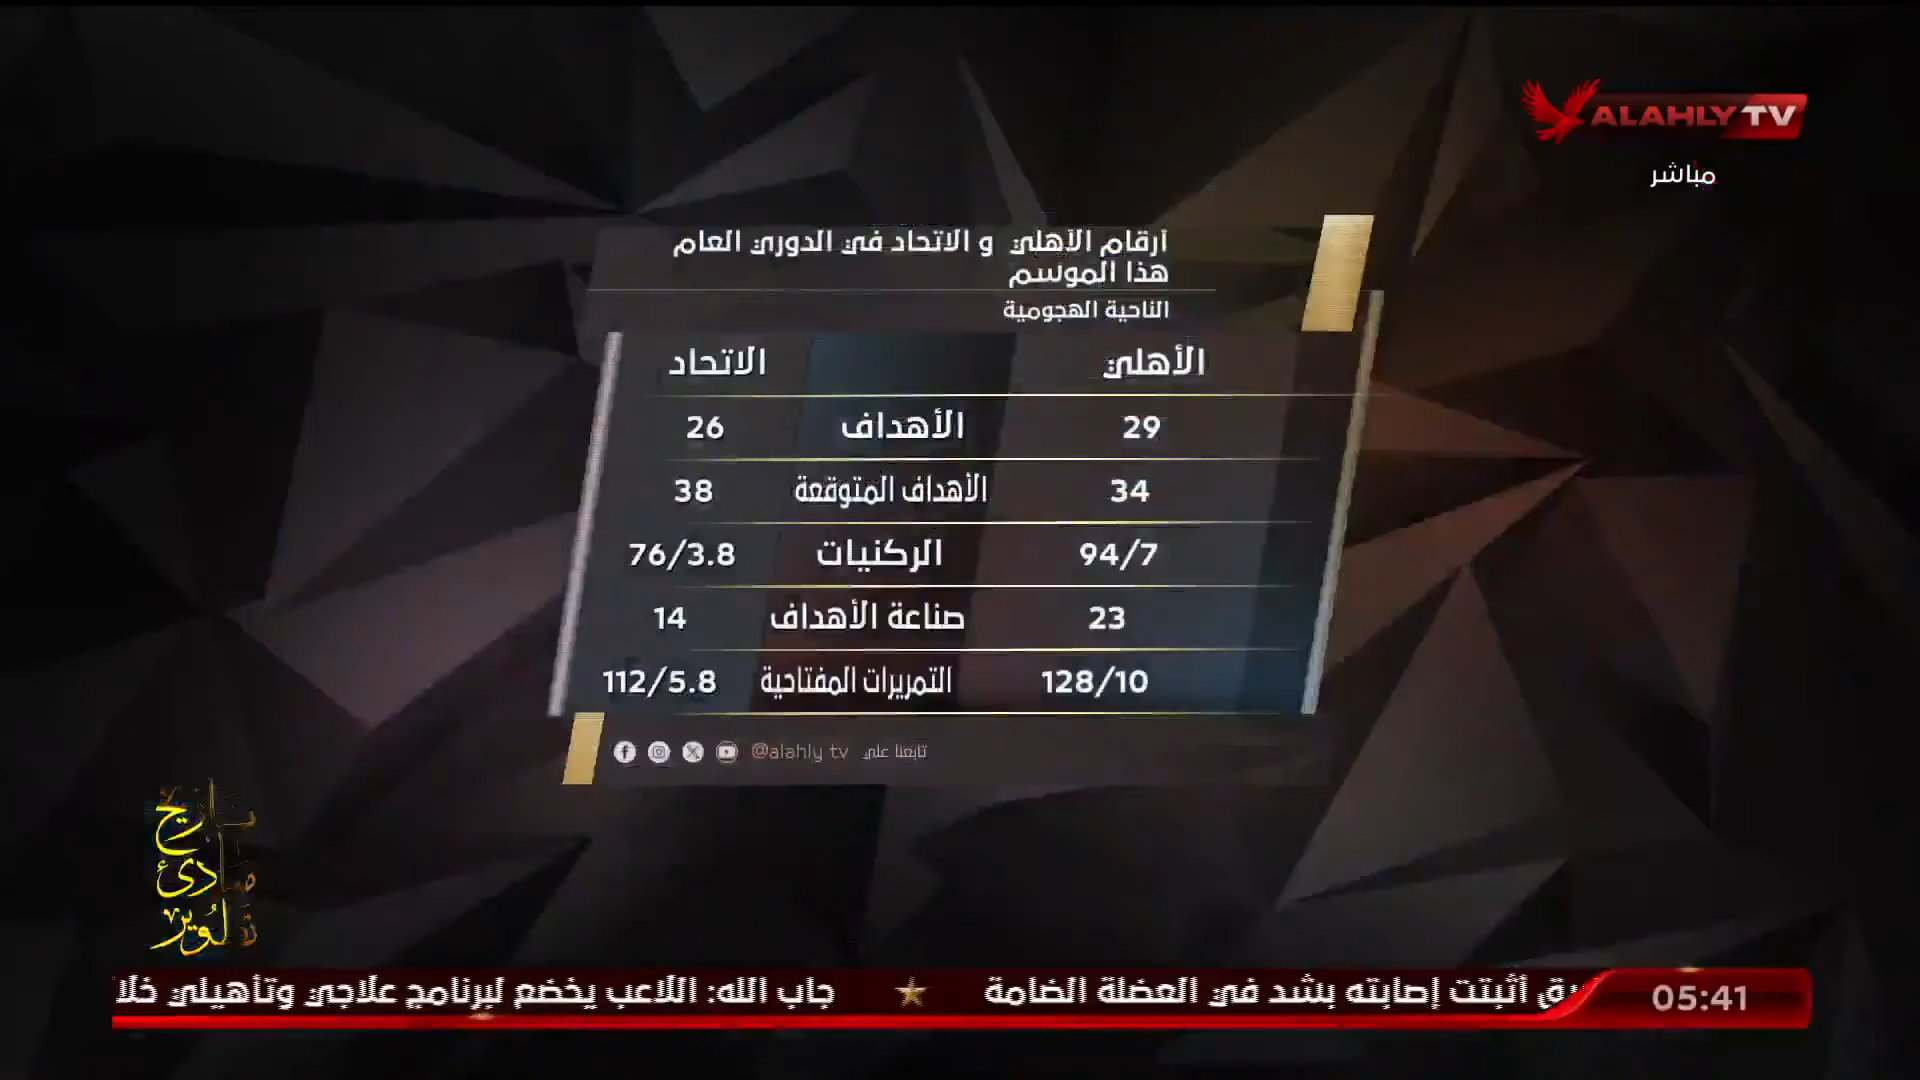 ALAHLY TV
مباشر
أرقام الأهلي و الاتحاد في الدوري العام
هذا الموسم
الناحية الهجومية
الأهلي الاتحاد
29 الأهداف 26
34 الأهداف المتوقعة 38
94/7 الركنيات 76/3.8
23 صناعة الأهداف 14
128/10 التمريرات المفتاحية 112/5.8
تابعنا علي @alahly tv
05:41
أثبتت إصابته بشد في العضلة الضامة ★ جاب الله: اللاعب يخضع لبرنامج علاجي وتأهيلي